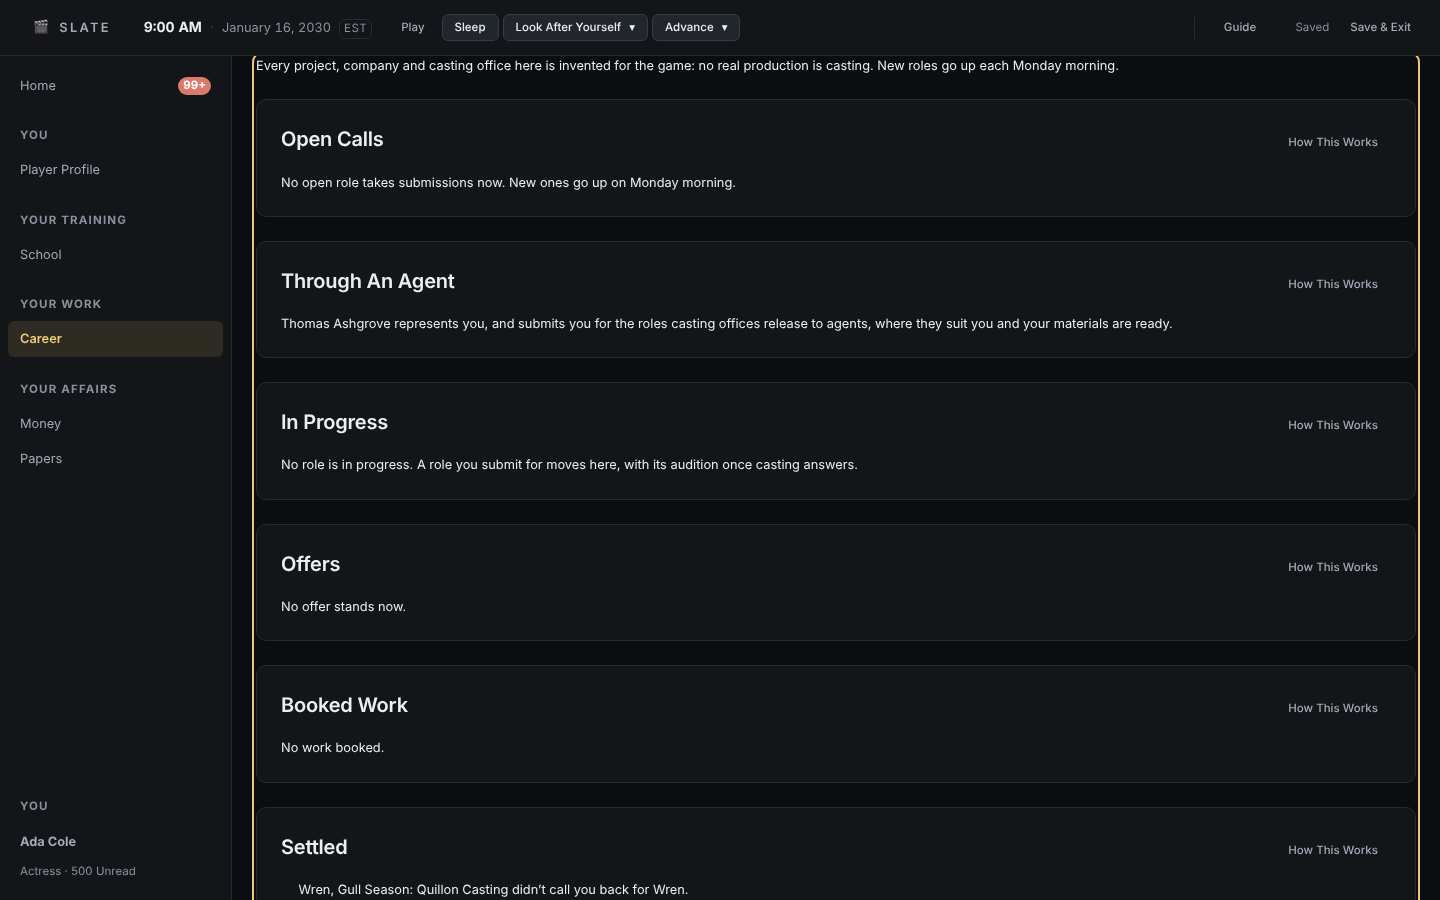 SLATE
9:00 AM · January 16, 2030 EST
Play
Sleep
Look After Yourself ▾
Advance ▾
Guide
Saved
Save & Exit
Home
99+
YOU
Player Profile
YOUR TRAINING
School
YOUR WORK
Career
YOUR AFFAIRS
Money
Papers
YOU
Ada Cole
Actress · 500 Unread
Every project, company and casting office here is invented for the game: no real production is casting. New roles go up each Monday morning.
Open Calls
How This Works
No open role takes submissions now. New ones go up on Monday morning.
Through An Agent
How This Works
Thomas Ashgrove represents you, and submits you for the roles casting offices release to agents, where they suit you and your materials are ready.
In Progress
How This Works
No role is in progress. A role you submit for moves here, with its audition once casting answers.
Offers
How This Works
No offer stands now.
Booked Work
How This Works
No work booked.
Settled
How This Works
Wren, Gull Season: Quillon Casting didn’t call you back for Wren.